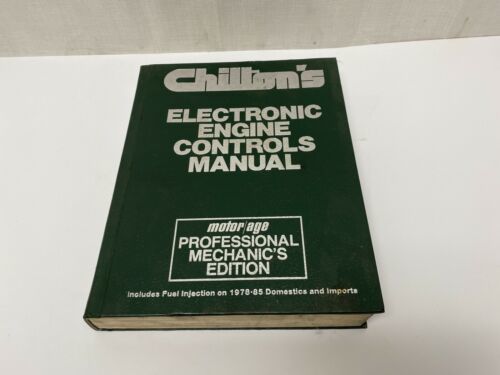 Chilton's
ELECTRONIC
ENGINE
CONTROLS
MANUAL
motor/age
PROFESSIONAL
MECHANIC'S
EDITION
Includes Fuel Injection on 1978-85 Domestics and Imports